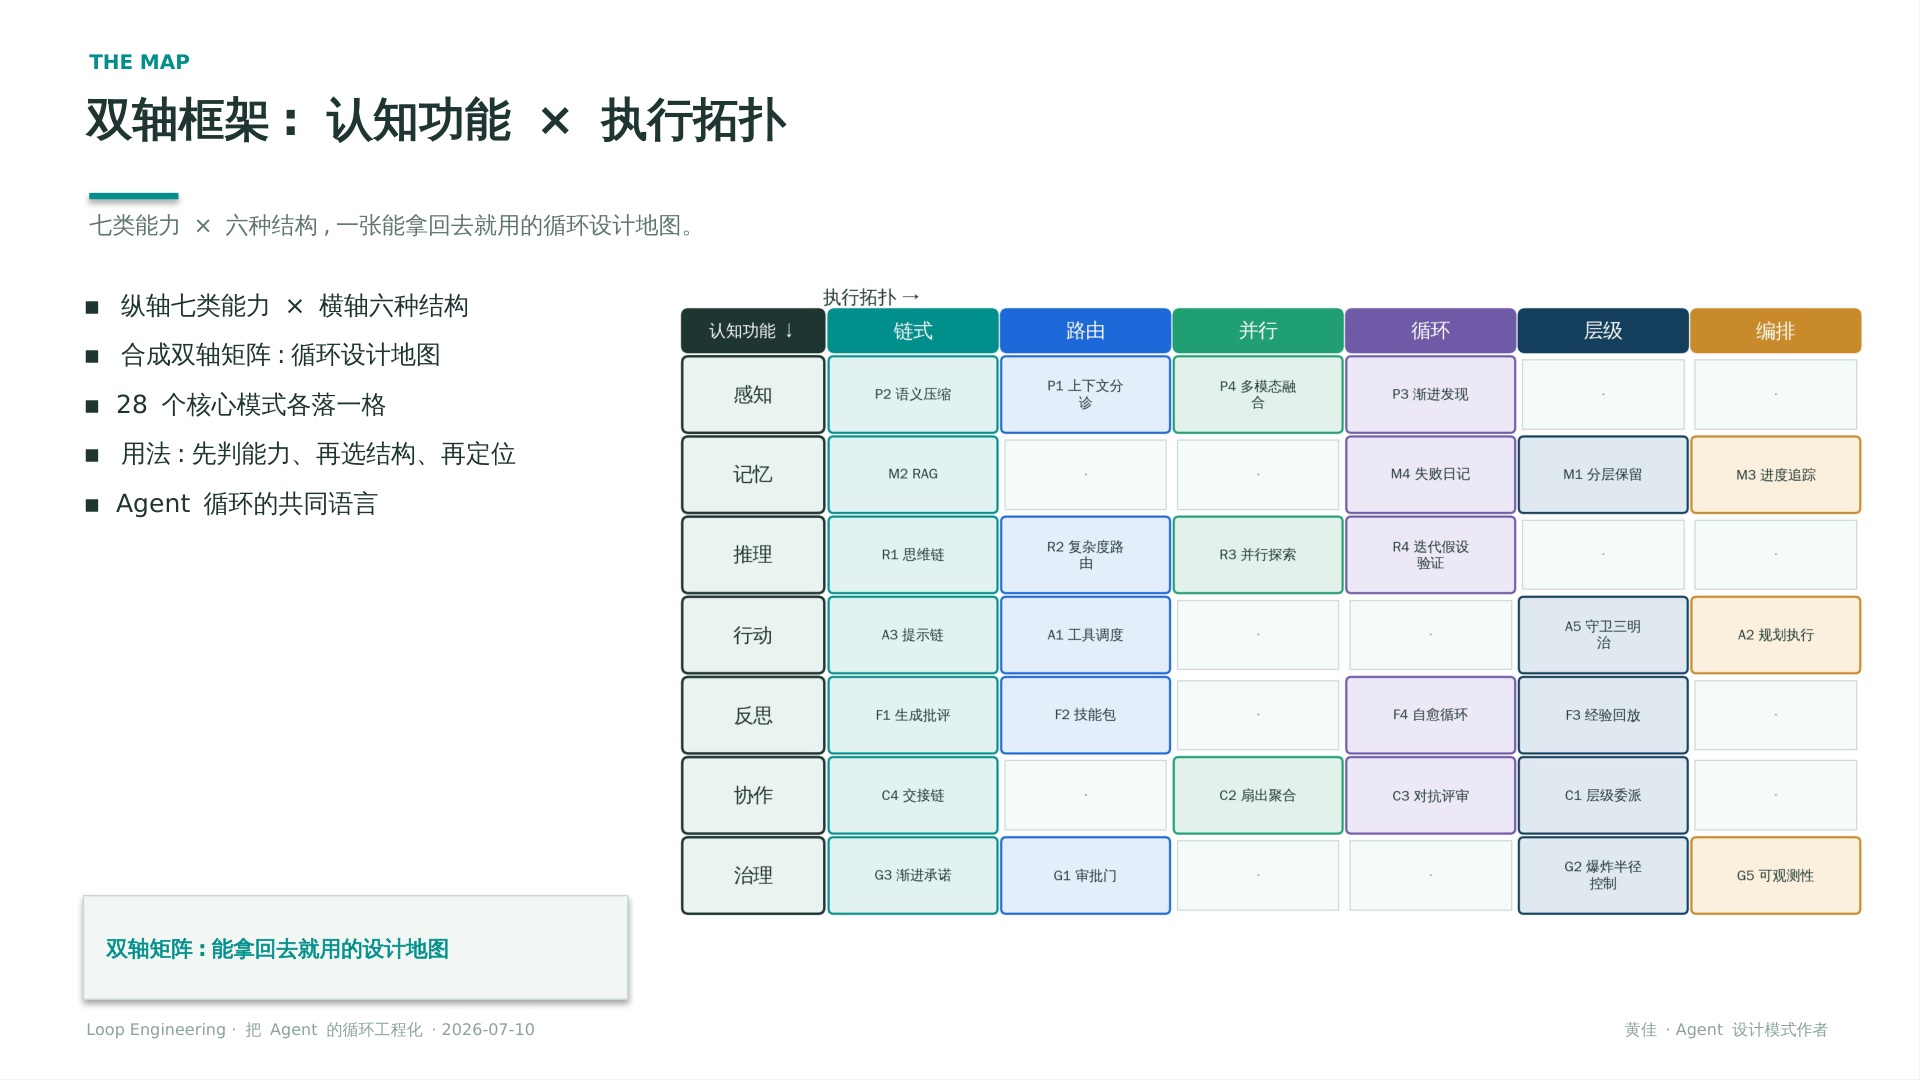 THE MAP
双轴框架： 认知功能 × 执行拓扑
七类能力 × 六种结构，一张能拿回去就用的循环设计地图。
▪ 纵轴七类能力 × 横轴六种结构
▪ 合成双轴矩阵：循环设计地图
▪ 28 个核心模式各落一格
▪ 用法：先判能力、再选结构、再定位
▪ Agent 循环的共同语言
双轴矩阵：能拿回去就用的设计地图
执行拓扑 →
认知功能 ↓ 链式 路由 并行 循环 层级 编排
感知 P2 语义压缩 P1 上下文分
诊 P4 多模态融
合 P3 渐进发现 · ·
记忆 M2 RAG · · M4 失败日记 M1 分层保留 M3 进度追踪
推理 R1 思维链 R2 复杂度路
由 R3 并行探索 R4 迭代假设
验证 · ·
行动 A3 提示链 A1 工具调度 · · A5 守卫三明
治 A2 规划执行
反思 F1 生成批评 F2 技能包 · F4 自愈循环 F3 经验回放 ·
协作 C4 交接链 · C2 扇出聚合 C3 对抗评审 C1 层级委派 ·
治理 G3 渐进承诺 G1 审批门 · · G2 爆炸半径
控制 G5 可观测性
Loop Engineering · 把 Agent 的循环工程化 · 2026-07-10
黄佳 · Agent 设计模式作者